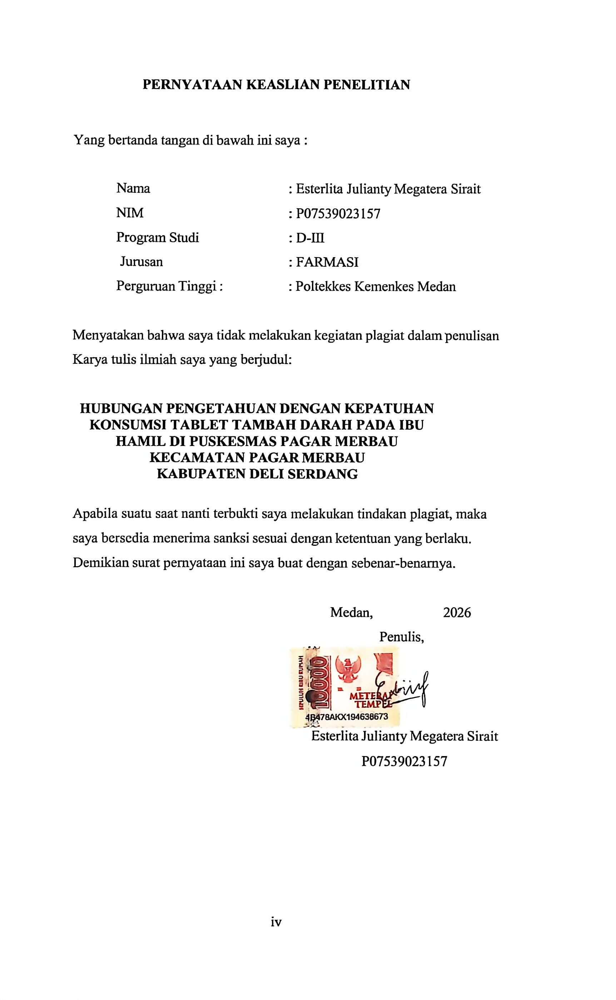 PERNYATAAN KEASLIAN PENELITIAN
Yang bertanda tangan di bawah ini saya :
Nama : Esterlita Julianty Megatera Sirait
NIM : P07539023157
Program Studi : D-III
Jurusan : FARMASI
Perguruan Tinggi : : Poltekkes Kemenkes Medan
Menyatakan bahwa saya tidak melakukan kegiatan plagiat dalam penulisan
Karya tulis ilmiah saya yang berjudul:
HUBUNGAN PENGETAHUAN DENGAN KEPATUHAN
KONSUMSI TABLET TAMBAH DARAH PADA IBU
HAMIL DI PUSKESMAS PAGAR MERBAU
KECAMATAN PAGAR MERBAU
KABUPATEN DELI SERDANG
Apabila suatu saat nanti terbukti saya melakukan tindakan plagiat, maka
saya bersedia menerima sanksi sesuai dengan ketentuan yang berlaku.
Demikian surat pernyataan ini saya buat dengan sebenar-benarnya.
Medan, 2026
Penulis,
SEPULUH RIBU RUPIAH
10000
METERAI
TEMPEL
4B478AKX194638673
Esterlita Julianty Megatera Sirait
P07539023157
iv